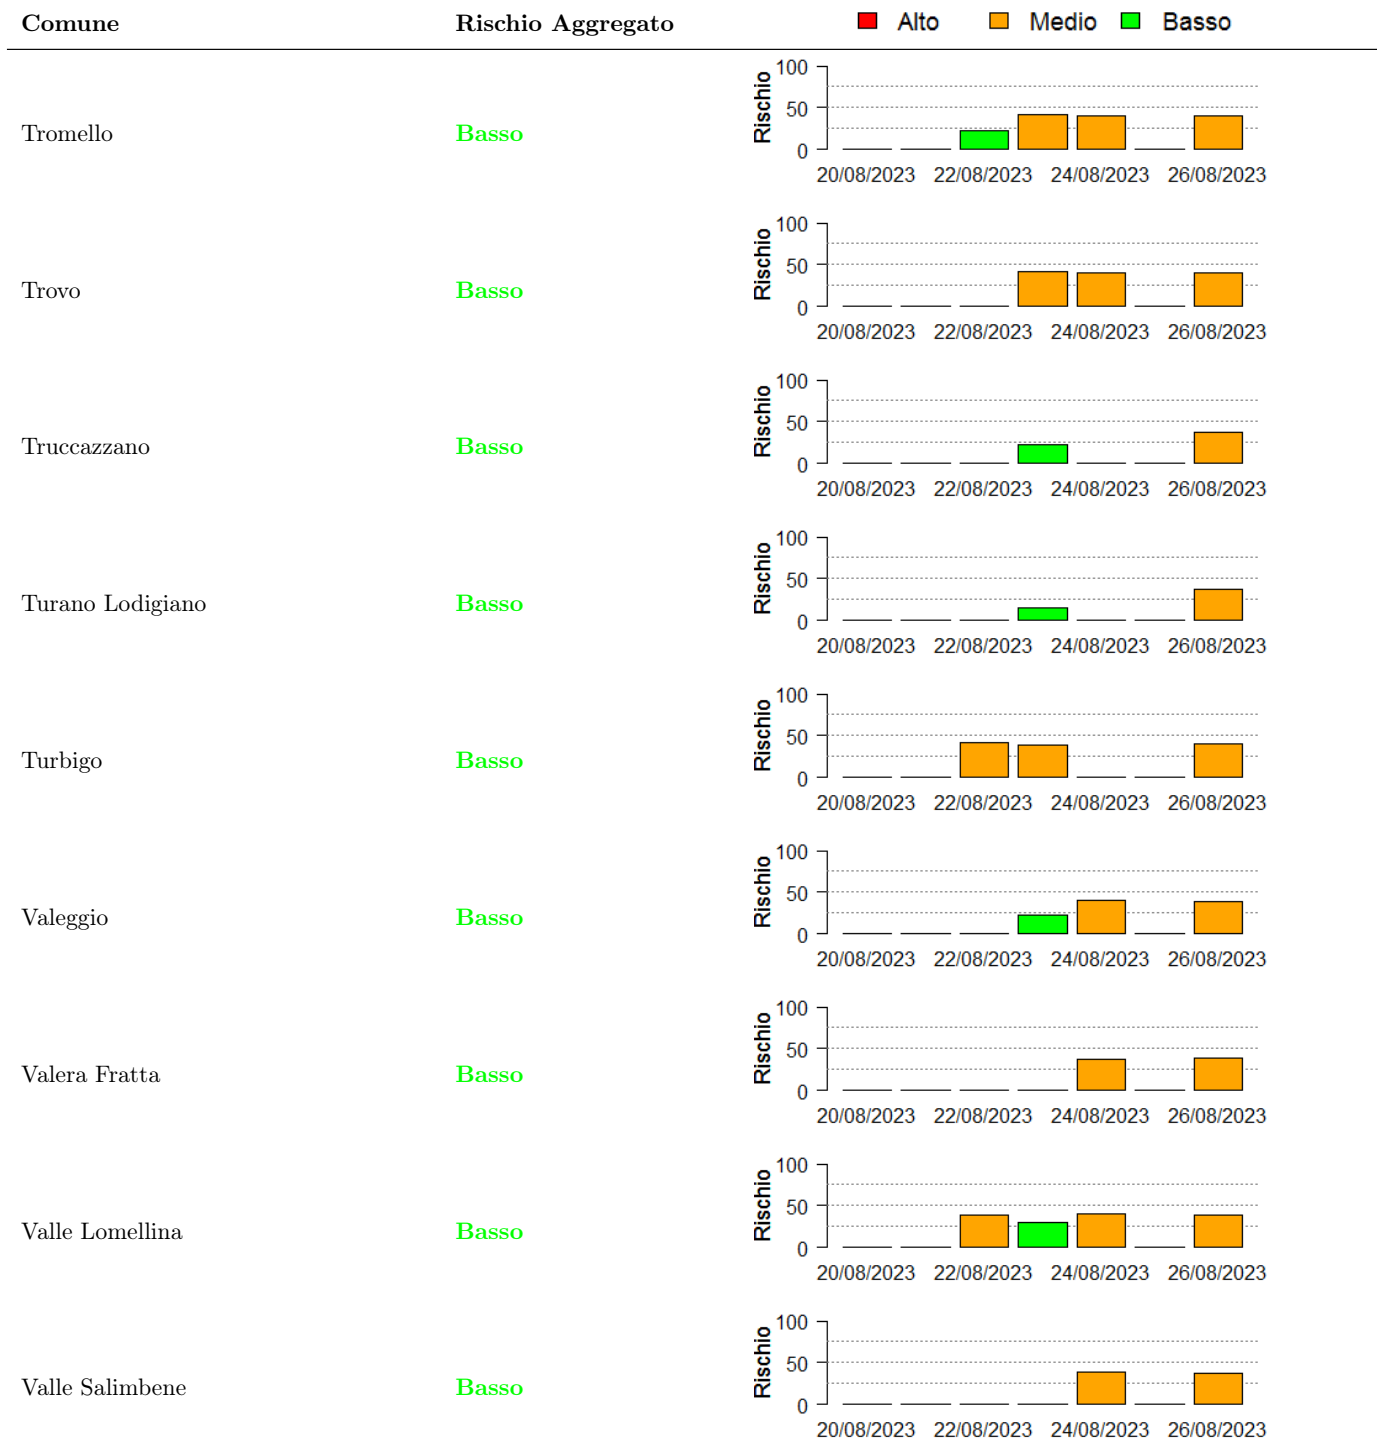 Comune Rischio Aggregato Alto Medio Basso
Tromello Basso Rischio 100 50 0
20/08/2023 22/08/2023 24/08/2023 26/08/2023
Trovo Basso Rischio 100 50 0
20/08/2023 22/08/2023 24/08/2023 26/08/2023
Truccazzano Basso Rischio 100 50 0
20/08/2023 22/08/2023 24/08/2023 26/08/2023
Turano Lodigiano Basso Rischio 100 50 0
20/08/2023 22/08/2023 24/08/2023 26/08/2023
Turbigo Basso Rischio 100 50 0
20/08/2023 22/08/2023 24/08/2023 26/08/2023
Valeggio Basso Rischio 100 50 0
20/08/2023 22/08/2023 24/08/2023 26/08/2023
Valera Fratta Basso Rischio 100 50 0
20/08/2023 22/08/2023 24/08/2023 26/08/2023
Valle Lomellina Basso Rischio 100 50 0
20/08/2023 22/08/2023 24/08/2023 26/08/2023
Valle Salimbene Basso Rischio 100 50 0
20/08/2023 22/08/2023 24/08/2023 26/08/2023